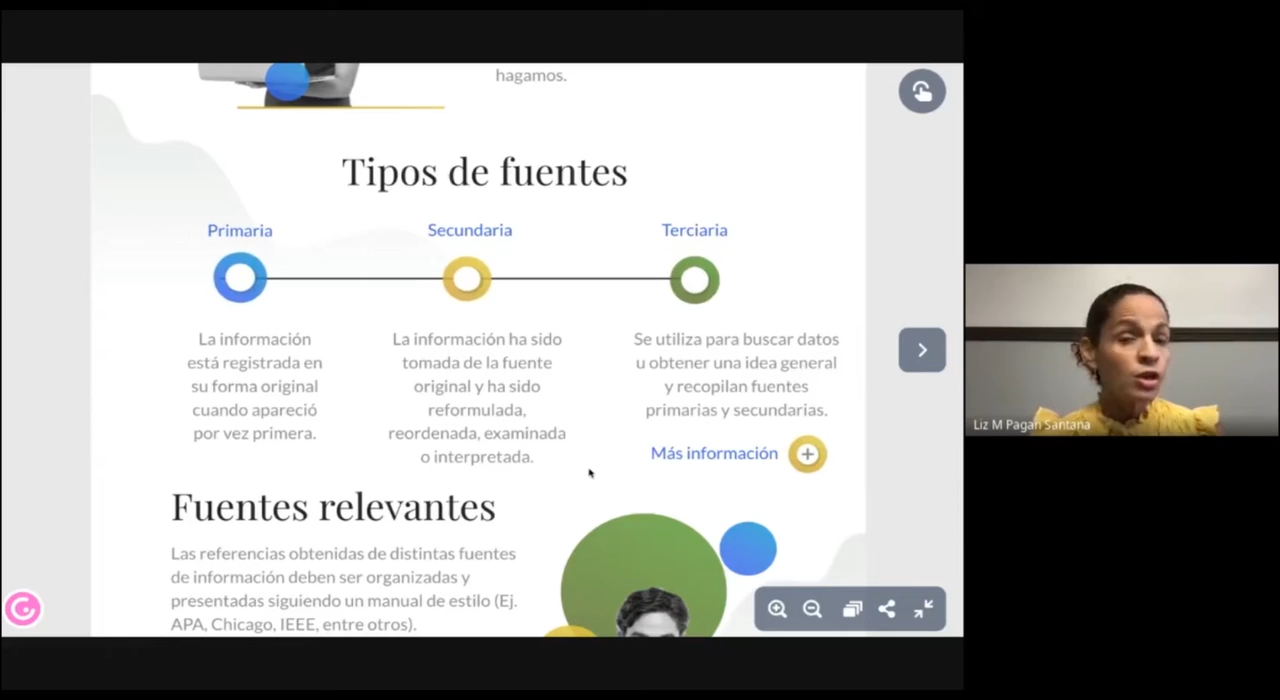 hagamos.
Tipos de fuentes
Primaria
Secundaria
Terciaria
La información
está registrada en
su forma original
cuando apareció
por vez primera.
La información ha sido
tomada de la fuente
original y ha sido
reformulada,
reordenada, examinada
o interpretada.
Se utiliza para buscar datos
u obtener una idea general
y recopilan fuentes
primarias y secundarias.
Más información
Fuentes relevantes
Las referencias obtenidas de distintas fuentes
de información deben ser organizadas y
presentadas siguiendo un manual de estilo (Ej.
APA, Chicago, IEEE, entre otros).
Liz M Pagan Santana